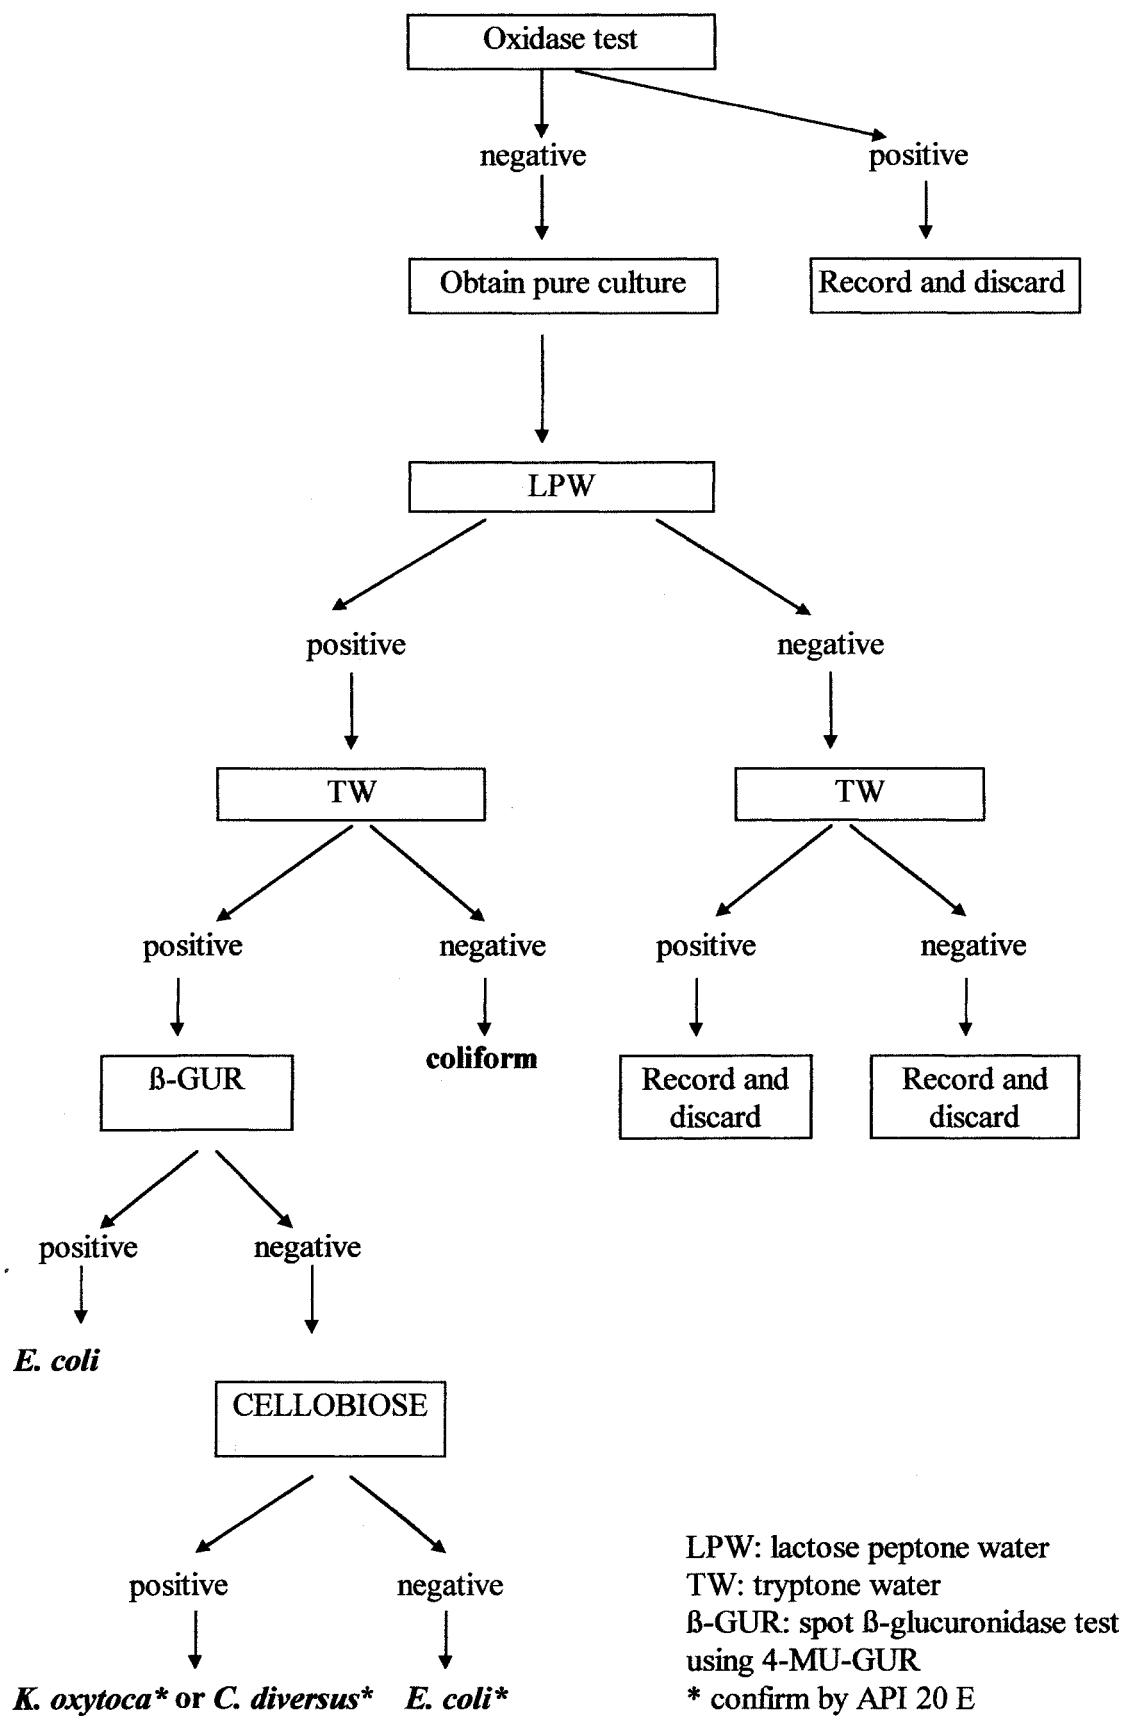 Oxidase test
negative
positive
Obtain pure culture
Record and discard
LPW
positive
negative
TW
TW
positive
negative
positive
negative
ß-GUR
coliform
Record and
discard
Record and
discard
positive
negative
E. coli
CELLOBIOSE
positive
negative
K. oxytoca* or C. diversus*
E. coli*
LPW: lactose peptone water
TW: tryptone water
ß-GUR: spot ß-glucuronidase test
using 4-MU-GUR
* confirm by API 20 E